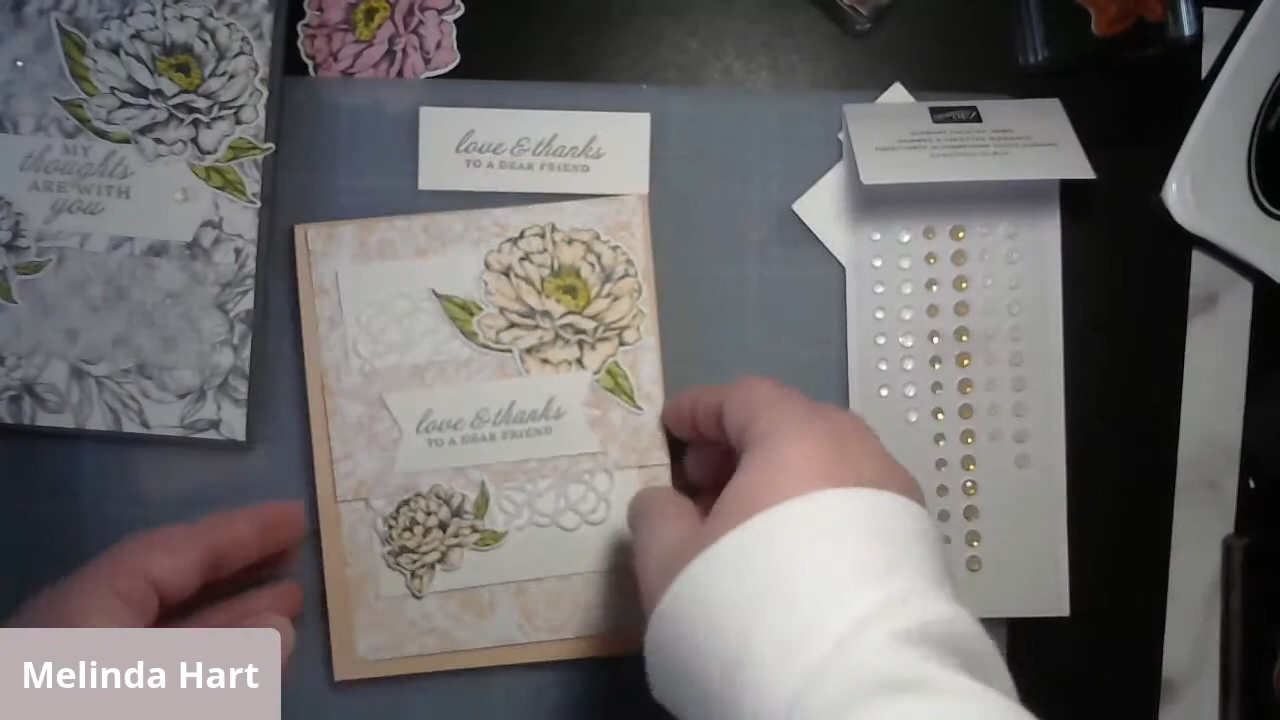 MY
thoughts
ARE WITH
you
love & thanks
TO A DEAR FRIEND
love & thanks
TO A DEAR FRIEND
Melinda Hart